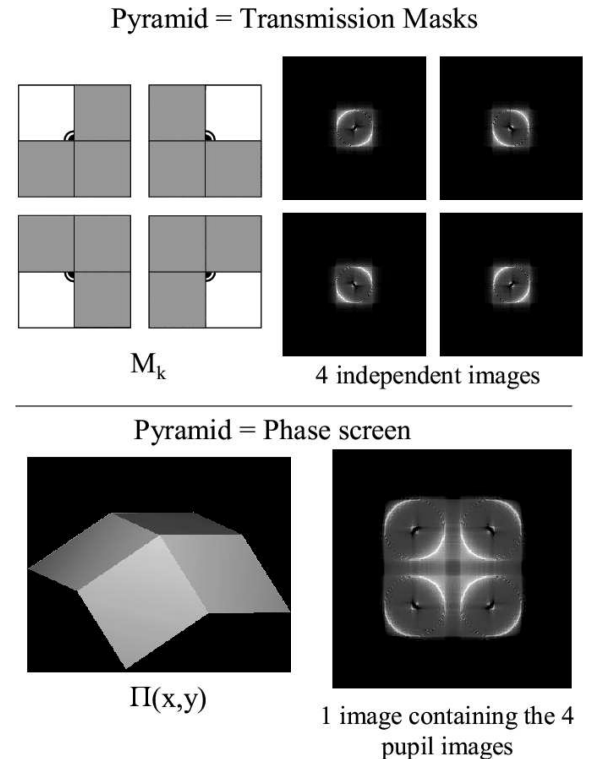 Pyramid = Transmission Masks
Mk
4 independent images
Pyramid = Phase screen
Π(x,y)
1 image containing the 4
pupil images